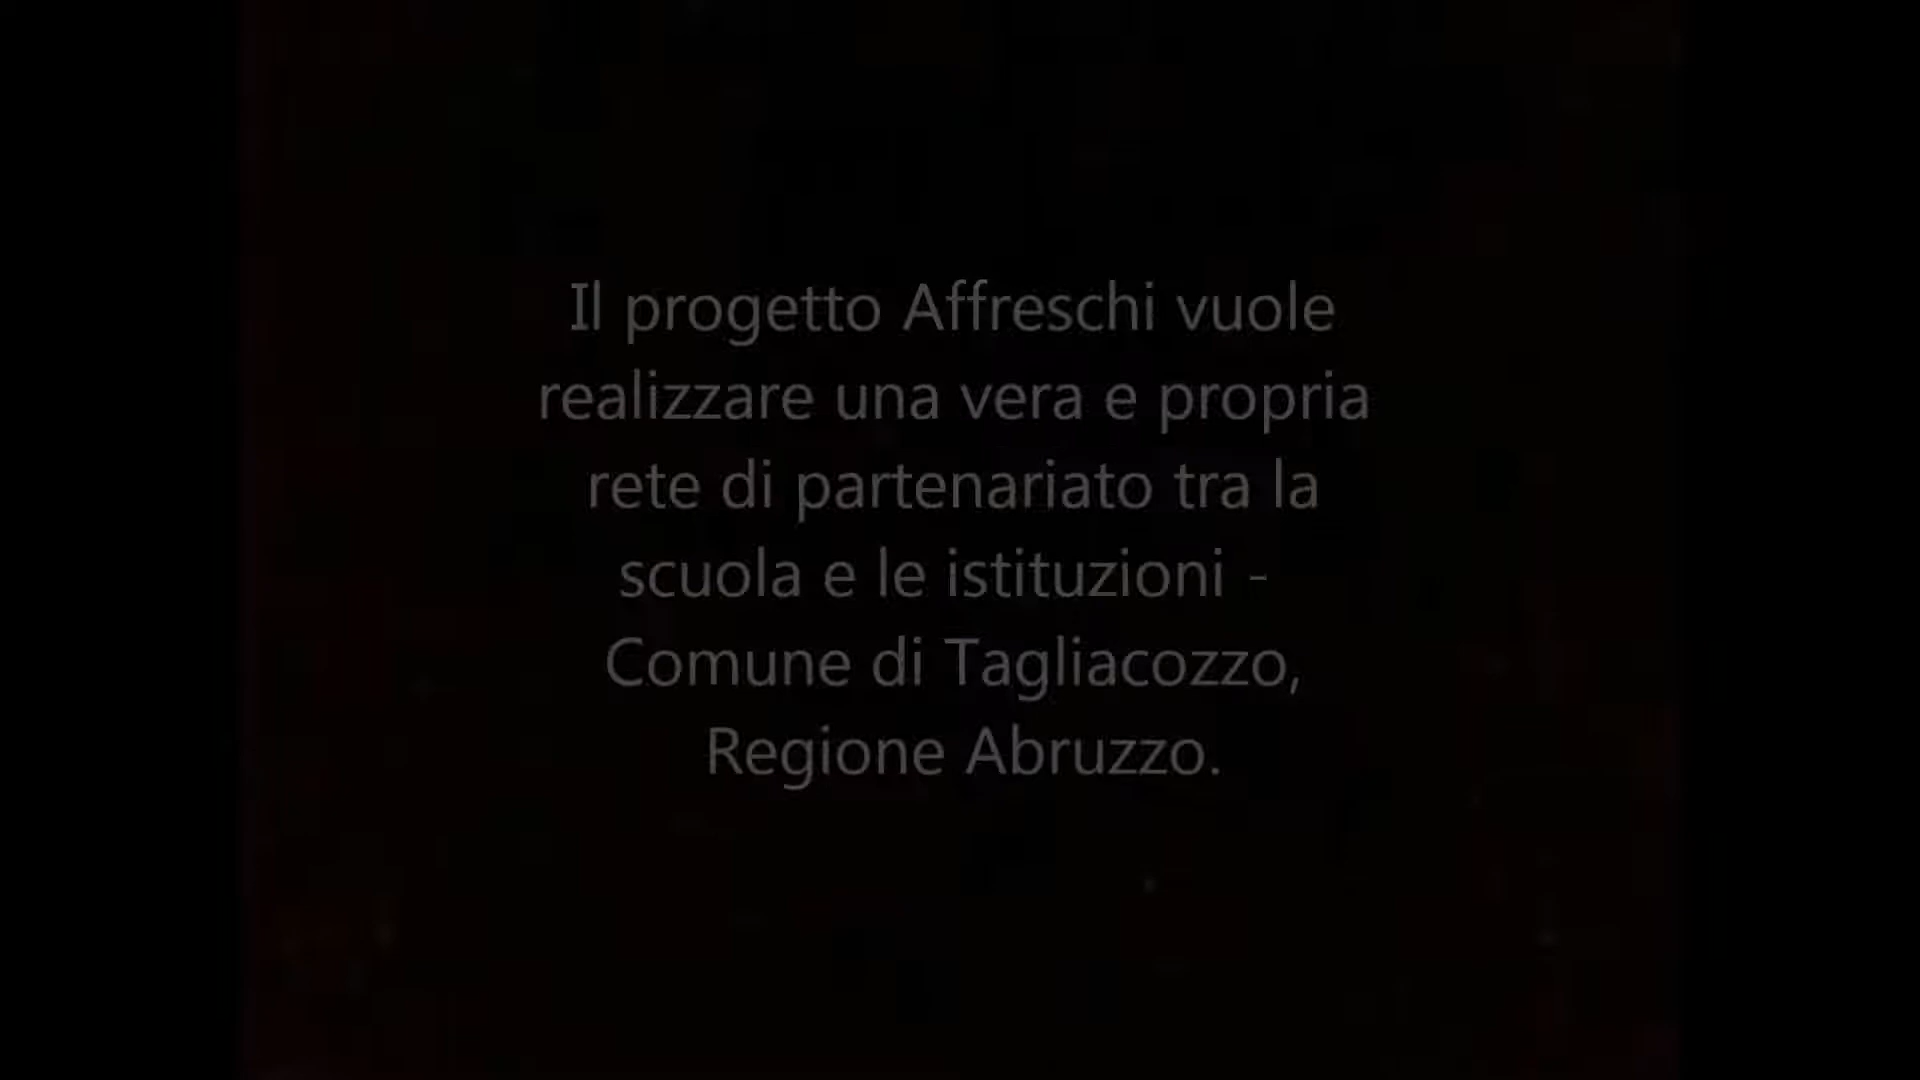 Il progetto Affreschi vuole
realizzare una vera e propria
rete di partenariato tra la
scuola e le istituzioni -
Comune di Tagliacozzo,
Regione Abruzzo.